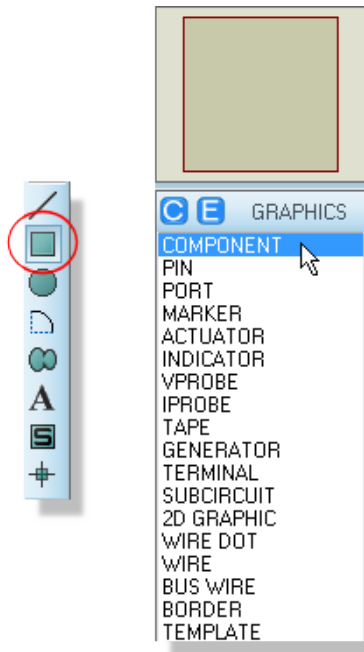 C E GRAPHICS
COMPONENT
PIN
PORT
MARKER
ACTUATOR
INDICATOR
VPROBE
IPROBE
TAPE
GENERATOR
TERMINAL
SUBCIRCUIT
2D GRAPHIC
WIRE DOT
WIRE
BUS WIRE
BORDER
TEMPLATE
A
S